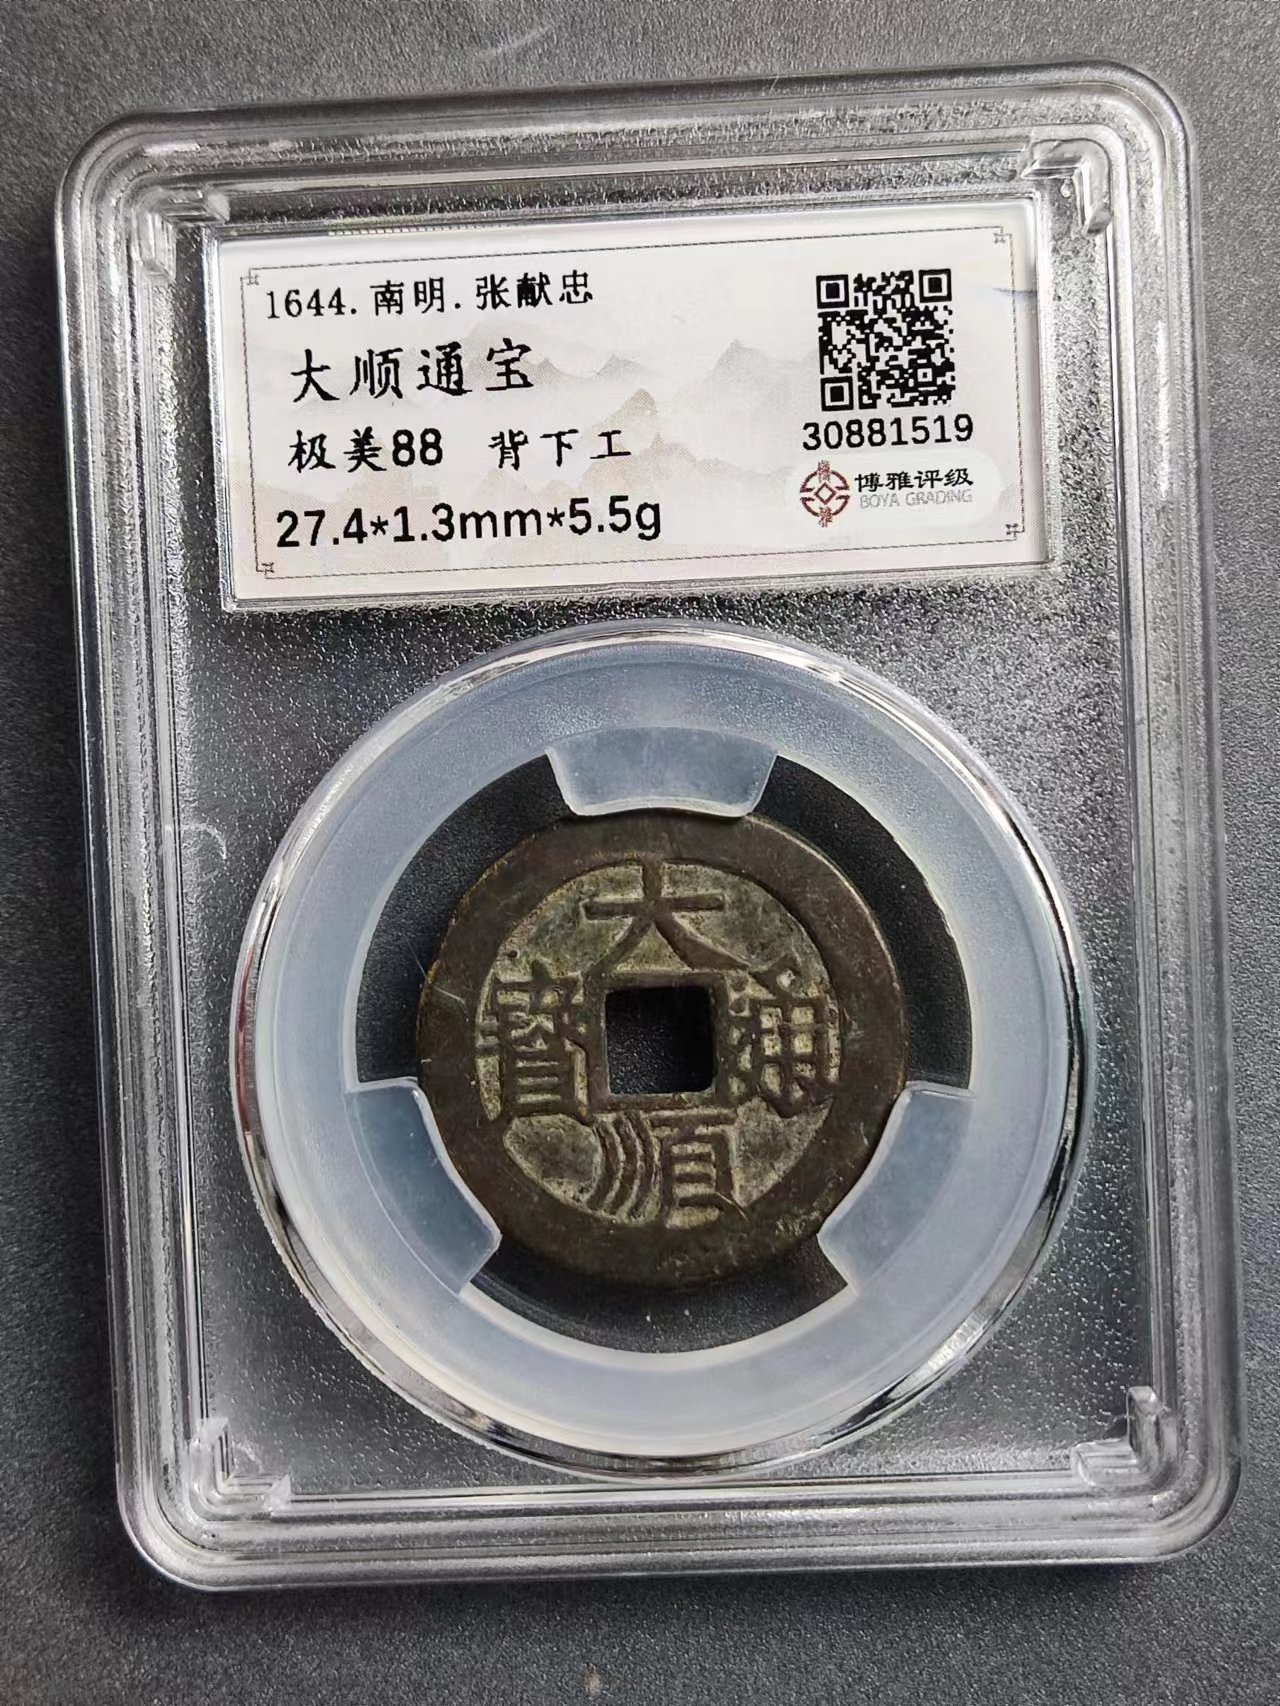 1644.南明.张献忠
大顺通宝
极美88 背下工
27.4*1.3mm*5.5g
30881519
博雅评级
BOYA GRADING
大
寶 通
順